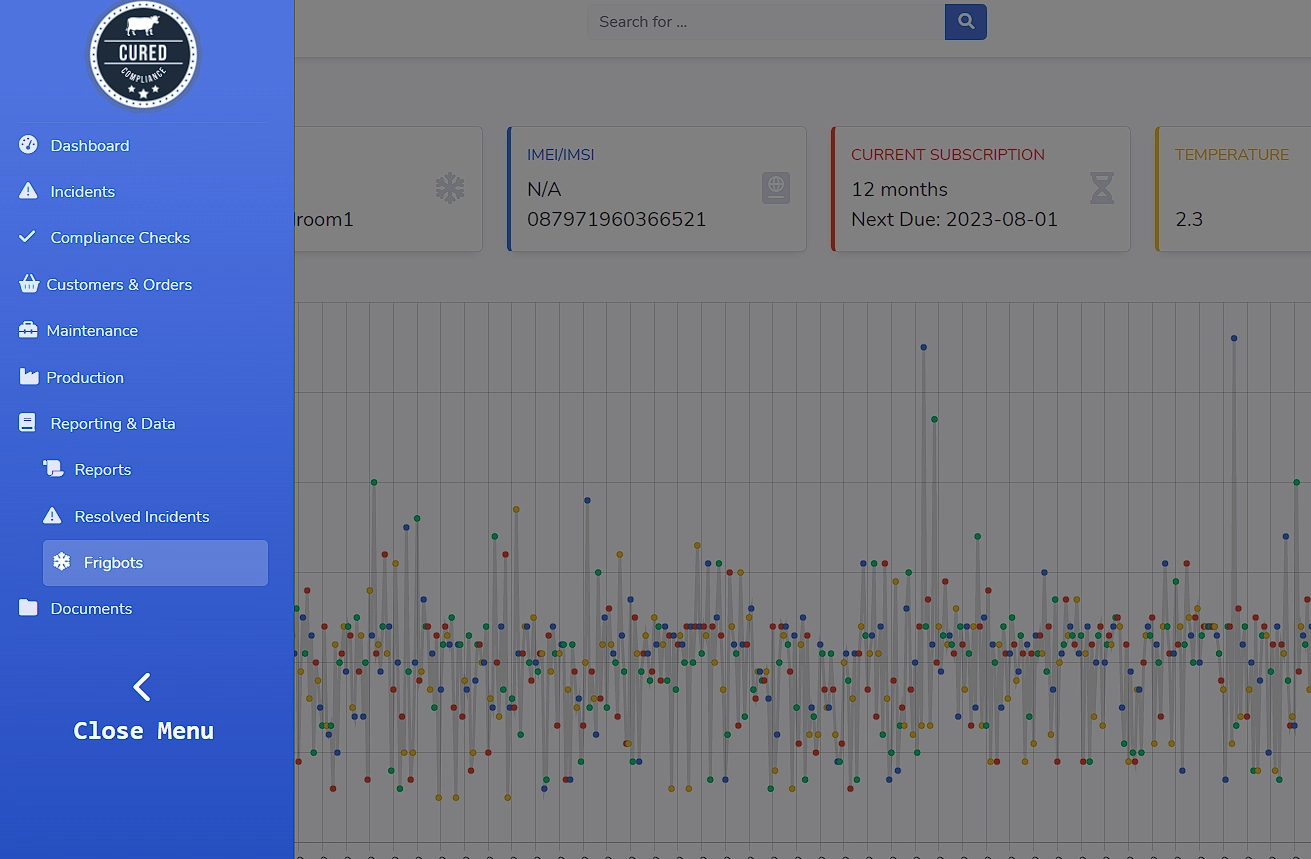 CURED
COMPLIANCE
Dashboard
Incidents
Compliance Checks
Customers & Orders
Maintenance
Production
Reporting & Data
Reports
Resolved Incidents
Frigbots
Documents
Close Menu
Search for ...
room1
IMEI/IMSI
N/A
087971960366521
CURRENT SUBSCRIPTION
12 months
Next Due: 2023-08-01
TEMPERATURE
2.3